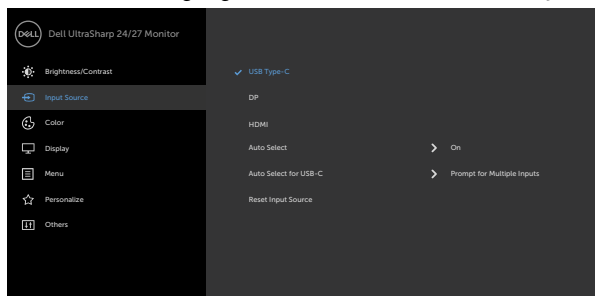 DELL Dell UltraSharp 24/27 Monitor
Brightness/Contrast
USB Type-C
Input Source
DP
Color
HDMI
Display
Auto Select On
Menu
Auto Select for USB-C Prompt for Multiple Inputs
Personalize
Reset Input Source
Others